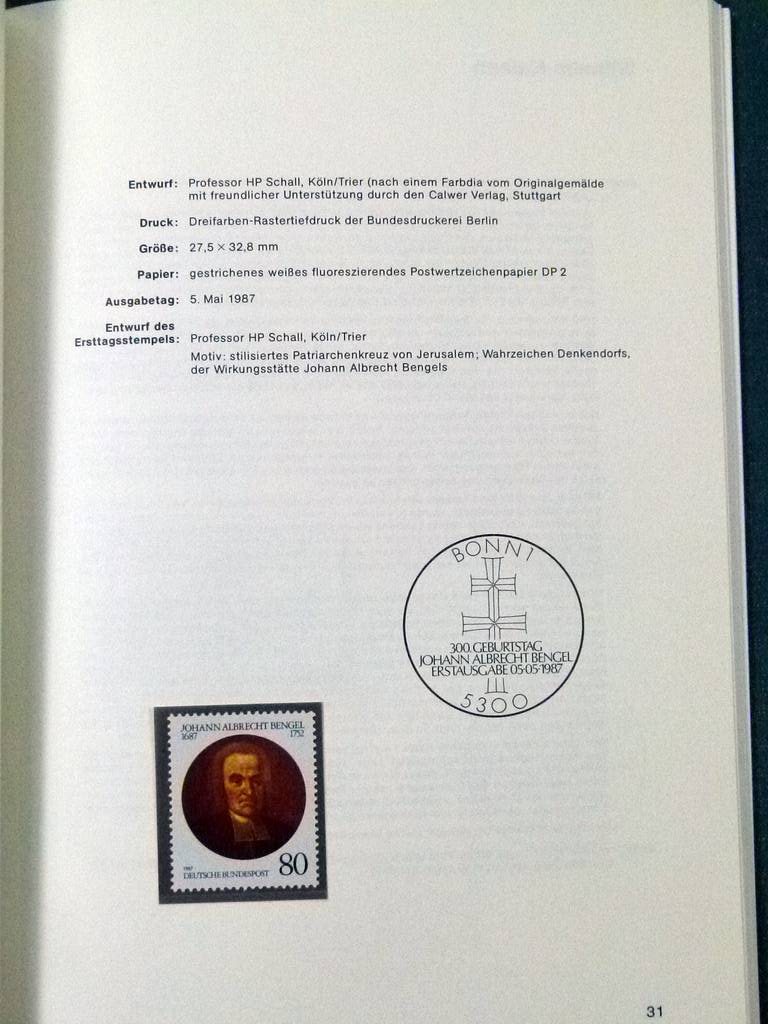 Entwurf: Professor HP Schall, Köln/Trier (nach einem Farbdia vom Originalgemälde
mit freundlicher Unterstützung durch den Calwer Verlag, Stuttgart
Druck: Dreifarben-Rastertiefdruck der Bundesdruckerei Berlin
Größe: 27,5 × 32,8 mm
Papier: gestrichenes weißes fluoreszierendes Postwertzeichenpapier DP 2
Ausgabetag: 5. Mai 1987
Entwurf des
Ersttagsstempels: Professor HP Schall, Köln/Trier
Motiv: stilisiertes Patriarchenkreuz von Jerusalem; Wahrzeichen Denkendorfs,
der Wirkungsstätte Johann Albrecht Bengels
BONN 1
300. GEBURTSTAG
JOHANN ALBRECHT BENGEL
ERSTAUSGABE 05·05·1987
5300
JOHANN ALBRECHT BENGEL
1687 1752
1987
DEUTSCHE BUNDESPOST 80
31